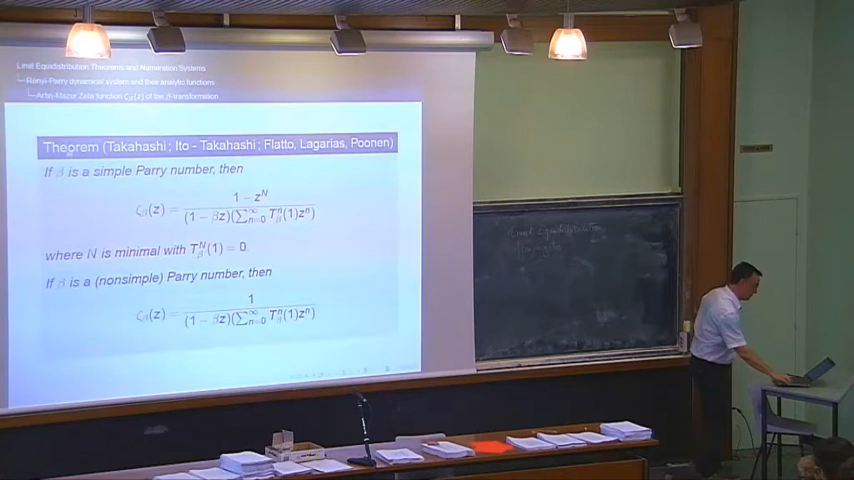 Limit Equidistribution Theorems and Numeration Systems
Rényi-Parry dynamical system and their analytic functions
Artin-Mazur Zeta function ζβ(z) of the β-transformation
Theorem (Takahashi ; Ito - Takahashi ; Flatto, Lagarias, Poonen)
If β is a simple Parry number, then
ζβ(z) = (1 − z^N) / ((1 − βz)(∑_{n=0}^∞ T_β^n(1)z^n))
where N is minimal with T_β^N(1) = 0.
If β is a (nonsimple) Parry number, then
ζβ(z) = 1 / ((1 − βz)(∑_{n=0}^∞ T_β^n(1)z^n))
Limit Equidistribution